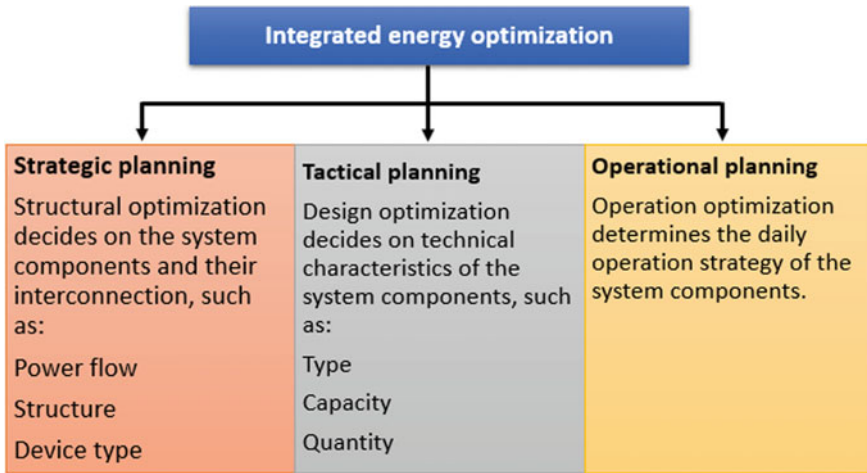 Integrated energy optimization
Strategic planning
Structural optimization
decides on the system
components and their
interconnection, such
as:
Power flow
Structure
Device type
Tactical planning
Design optimization
decides on technical
characteristics of the
system components, such
as:
Type
Capacity
Quantity
Operational planning
Operation optimization
determines the daily
operation strategy of the
system components.